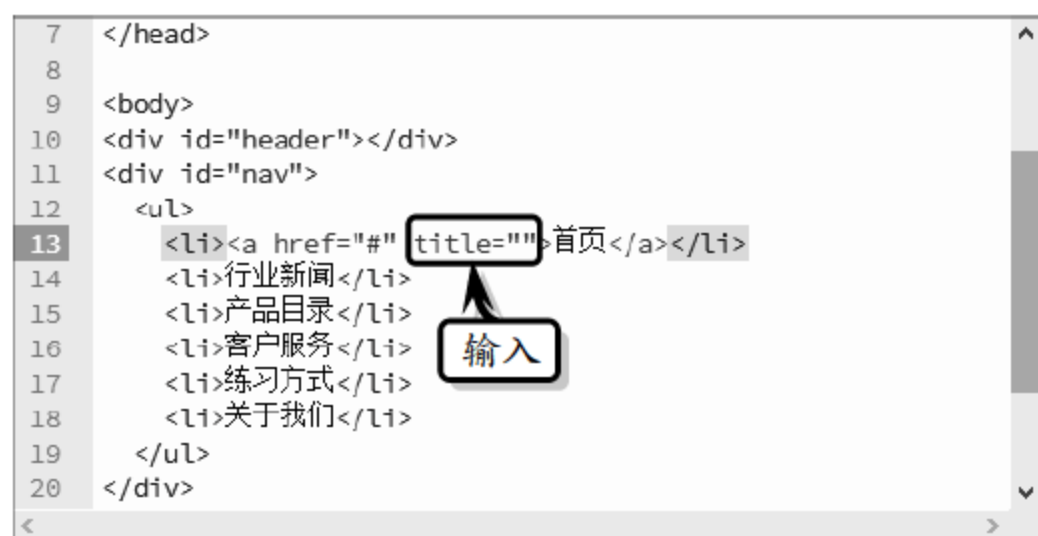 7 </head>
8
9 <body>
10 <div id="header"></div>
11 <div id="nav">
12 <ul>
13 <li><a href="#" title="">首页</a></li>
14 <li>行业新闻</li>
15 <li>产品目录</li>
16 <li>客户服务</li>
输入
17 <li>练习方式</li>
18 <li>关于我们</li>
19 </ul>
20 </div>